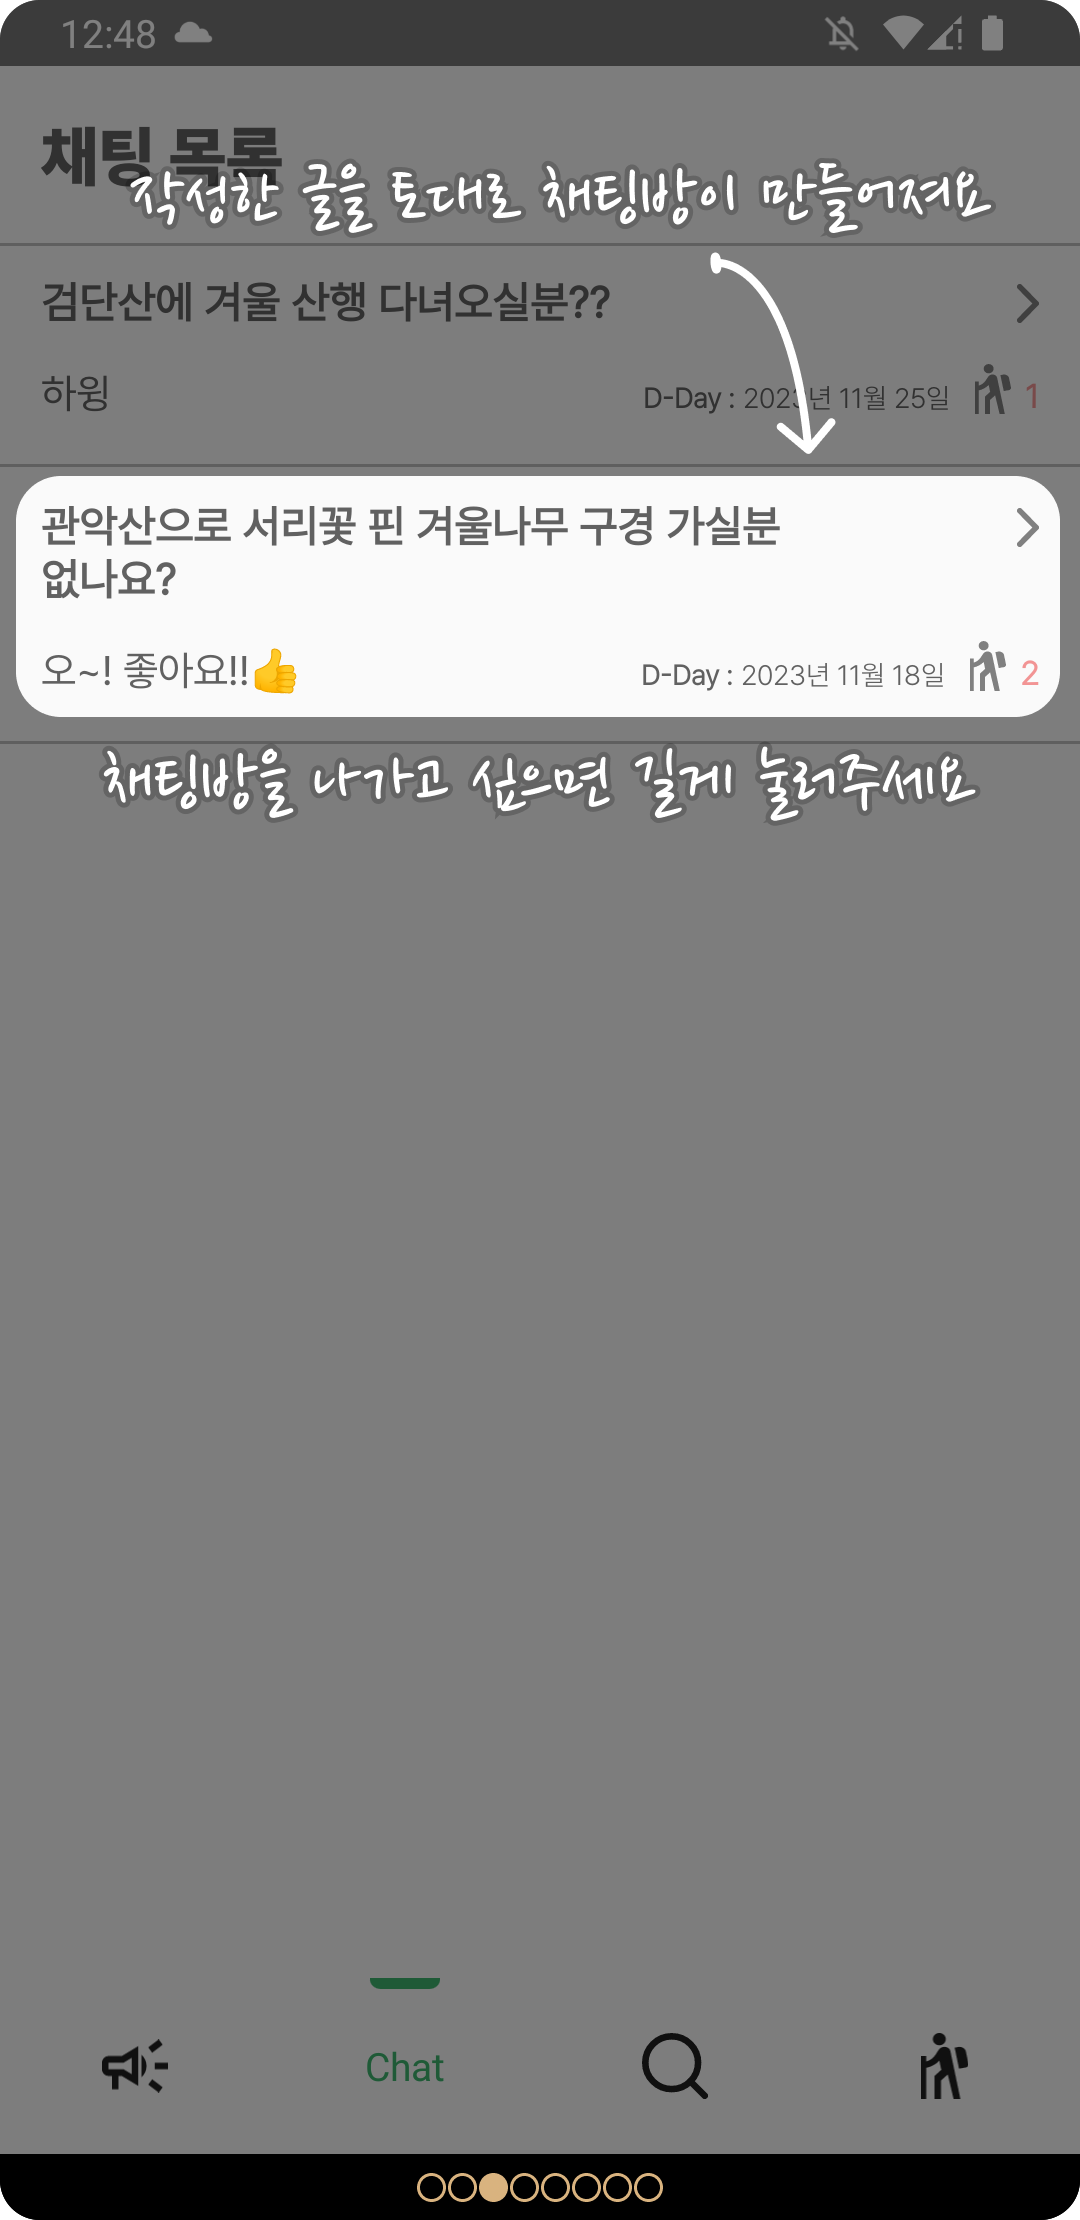 12:48
채팅 목록
작성한 글을 토대로 채팅방이 만들어져요
검단산에 겨울 산행 다녀오실분??
하윙
D-Day : 2023년 11월 25일 1
관악산으로 서리꽃 핀 겨울나무 구경 가실분
없나요?
오~! 좋아요!!👍
D-Day : 2023년 11월 18일 2
채팅방을 나가고 싶으면 길게 눌러주세요
Chat